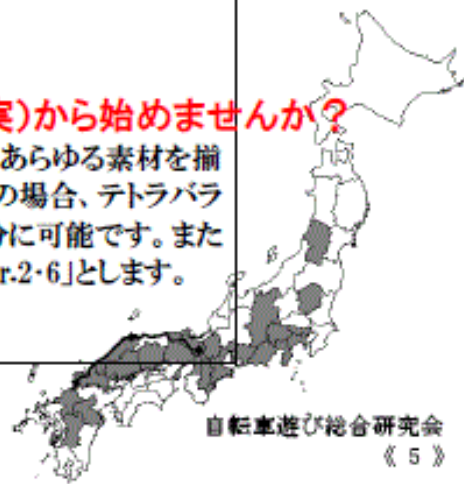 実)から始めませんか?
あらゆる素材を揃
の場合、テトラバラ
分に可能です。また
r.2・6」とします。
自転車遊び総合研究会
《 5 》